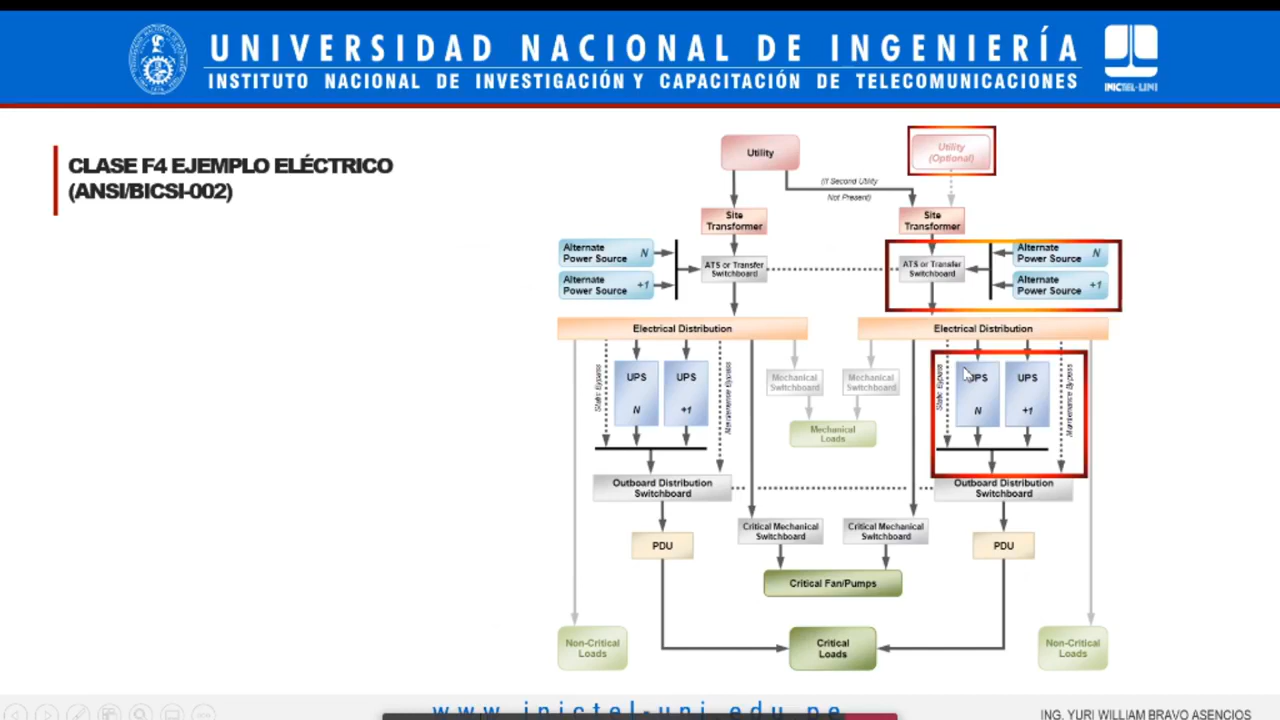 UNIVERSIDAD NACIONAL DE INGENIERÍA
INSTITUTO NACIONAL DE INVESTIGACIÓN Y CAPACITACIÓN DE TELECOMUNICACIONES
INICTEL-UNI
CLASE F4 EJEMPLO ELÉCTRICO
(ANSI/BICSI-002)
Utility
Utility
(Optional)
(If Second Utility
Not Present)
Site
Transformer
Site
Transformer
Alternate
Power Source N
Alternate
Power Source +1
ATS or Transfer
Switchboard
ATS or Transfer
Switchboard
Alternate
Power Source N
Alternate
Power Source +1
Electrical Distribution
Electrical Distribution
Static Bypass
UPS
N
UPS
+1
Maintenance Bypass
Mechanical
Switchboard
Mechanical
Switchboard
Mechanical
Loads
Static Bypass
UPS
N
UPS
+1
Maintenance Bypass
Outboard Distribution
Switchboard
Outboard Distribution
Switchboard
PDU
Critical Mechanical
Switchboard
Critical Mechanical
Switchboard
PDU
Critical Fan/Pumps
Non-Critical
Loads
Critical
Loads
Non-Critical
Loads
www.inictel-uni.edu.pe
ING. YURI WILLIAM BRAVO ASENCIOS